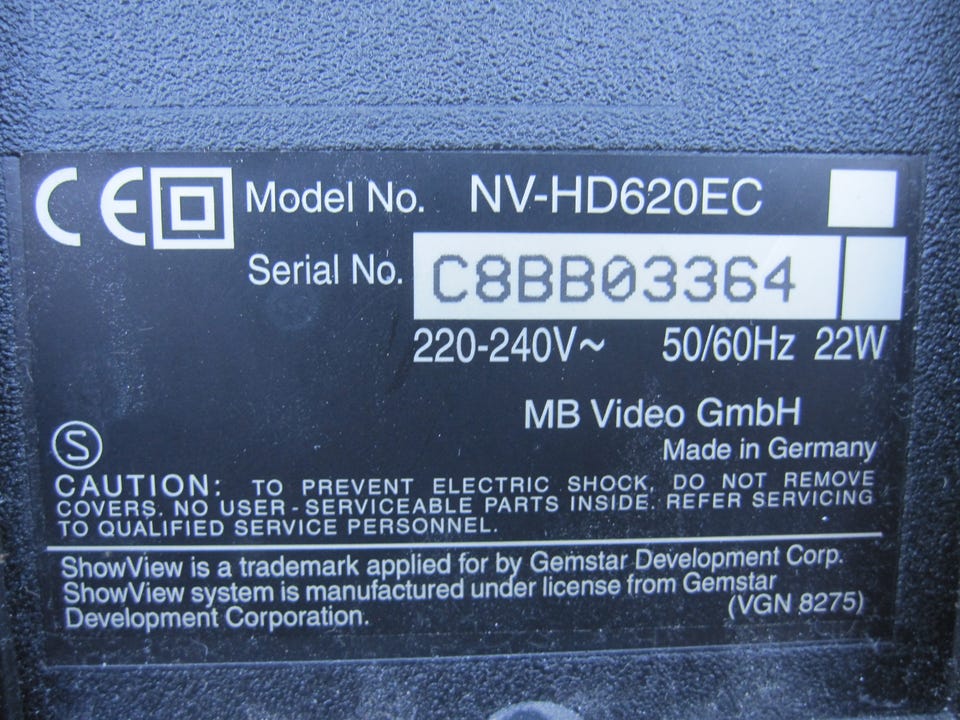 CE Model No. NV-HD620EC
Serial No. C8BB03364
220-240V~ 50/60Hz 22W
MB Video GmbH
Made in Germany
S
CAUTION: TO PREVENT ELECTRIC SHOCK, DO NOT REMOVE
COVERS. NO USER-SERVICEABLE PARTS INSIDE. REFER SERVICING
TO QUALIFIED SERVICE PERSONNEL.
ShowView is a trademark applied for by Gemstar Development Corp.
ShowView system is manufactured under license from Gemstar
Development Corporation. (VGN 8275)